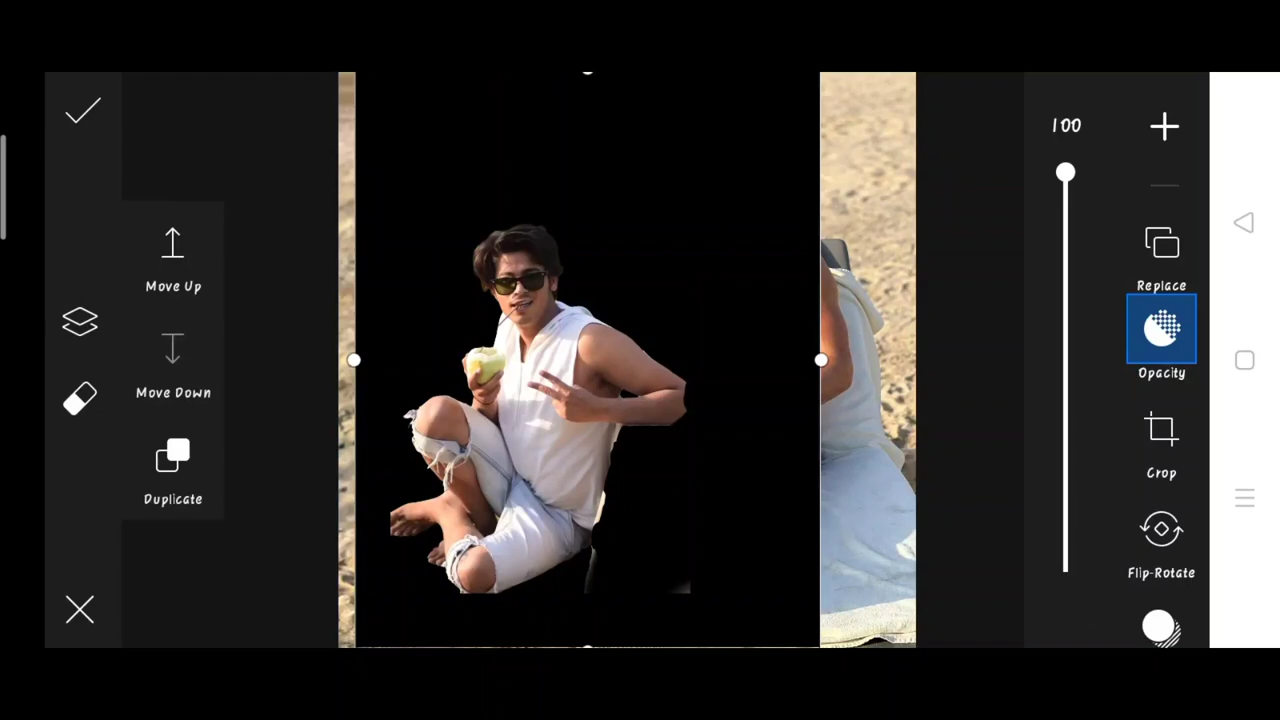 Move Up
Move Down
Duplicate
100
Replace
Opacity
Crop
Flip-Rotate